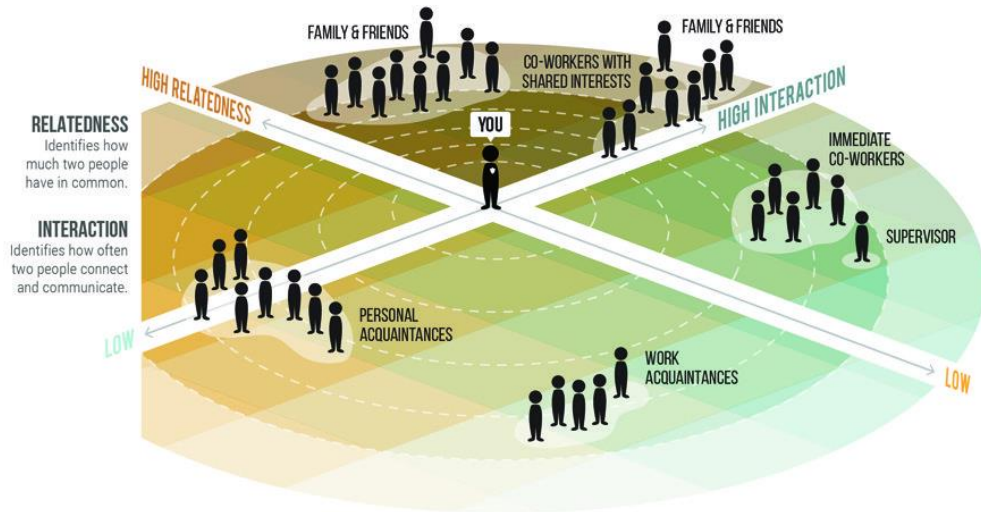 FAMILY & FRIENDS
FAMILY & FRIENDS
CO-WORKERS WITH
SHARED INTERESTS
HIGH RELATEDNESS
HIGH INTERACTION
YOU
RELATEDNESS
Identifies how
much two people
have in common.
IMMEDIATE
CO-WORKERS
INTERACTION
Identifies how often
two people connect
and communicate.
SUPERVISOR
PERSONAL
ACQUAINTANCES
LOW
WORK
ACQUAINTANCES
LOW